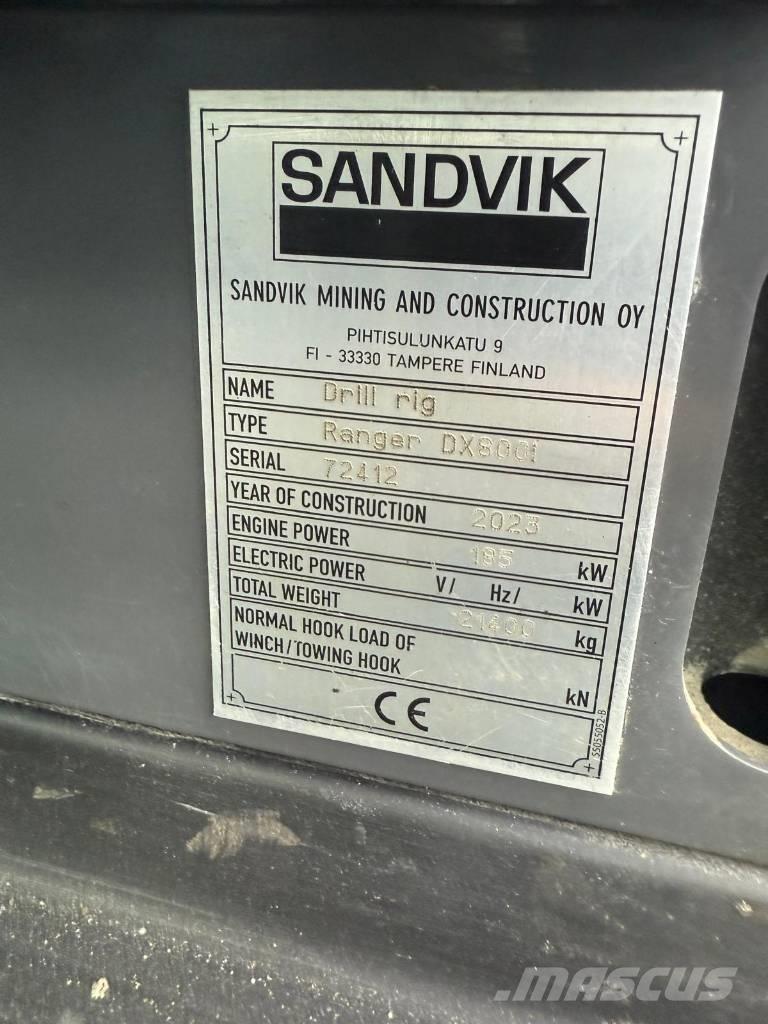 SANDVIK
SANDVIK MINING AND CONSTRUCTION OY
PIHTISULUNKATU 9
FI - 33330 TAMPERE FINLAND
NAME Drill rig
TYPE Ranger DX800i
SERIAL 72412
YEAR OF CONSTRUCTION 2023
ENGINE POWER 195 kW
ELECTRIC POWER V/ Hz/ kW
TOTAL WEIGHT 21400 kg
NORMAL HOOK LOAD OF
WINCH/TOWING HOOK kN
CE
55055052-B
MASCUS